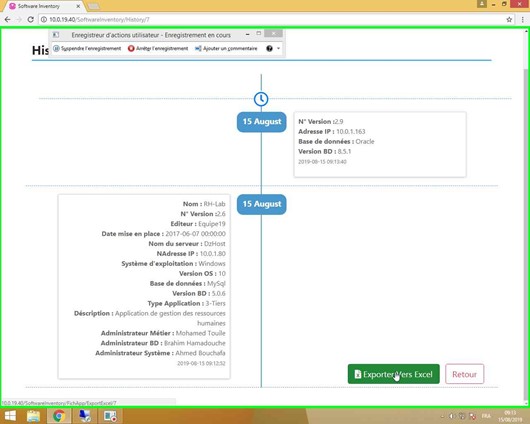 Software Inventory
10.0.19.40/SoftwareInventory/History/7
Enregistreur d'actions utilisateur - Enregistrement en cours
Suspendre l'enregistrement Arrêter l'enregistrement Ajouter un commentaire
His
15 August
N° Version :2.9
Adresse IP : 10.0.1.163
Base de données : Oracle
Version BD : 8.5.1
2019-08-15 09:13:40
15 August
Nom : RH-Lab
N° Version :2.6
Editeur : Equipe19
Date mise en place : 2017-06-07 00:00:00
Nom du serveur : DzHost
NAdresse IP : 10.0.1.80
Système d'exploitation : Windows
Version OS : 10
Base de données : MySql
Version BD : 5.0.6
Type Application : 3-Tiers
Déscription : Application de gestion des ressources
humaines
Administrateur Métier : Mohamed Touile
Administrateur BD : Brahim Hamadouche
Administrateur Système : Ahmed Bouchafa
2019-08-15 09:12:52
Exporter Vers Excel
Retour
10.0.19.40/SoftwareInventory/FichApp/ExportExcel/7
FRA
09:13
15/08/2019